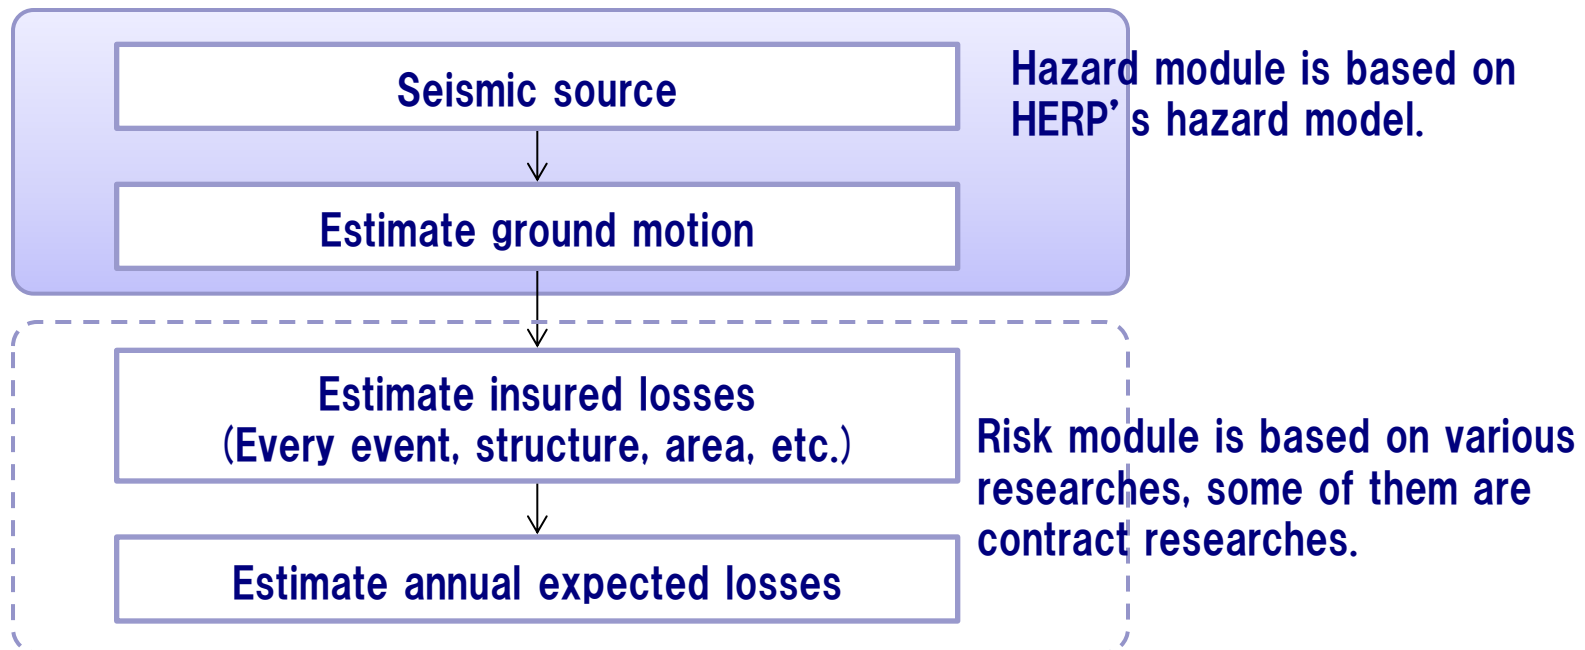 Seismic source
Hazard module is based on
HERP’s hazard model.
Estimate ground motion
Estimate insured losses
(Every event, structure, area, etc.)
Risk module is based on various
researches, some of them are
contract researches.
Estimate annual expected losses